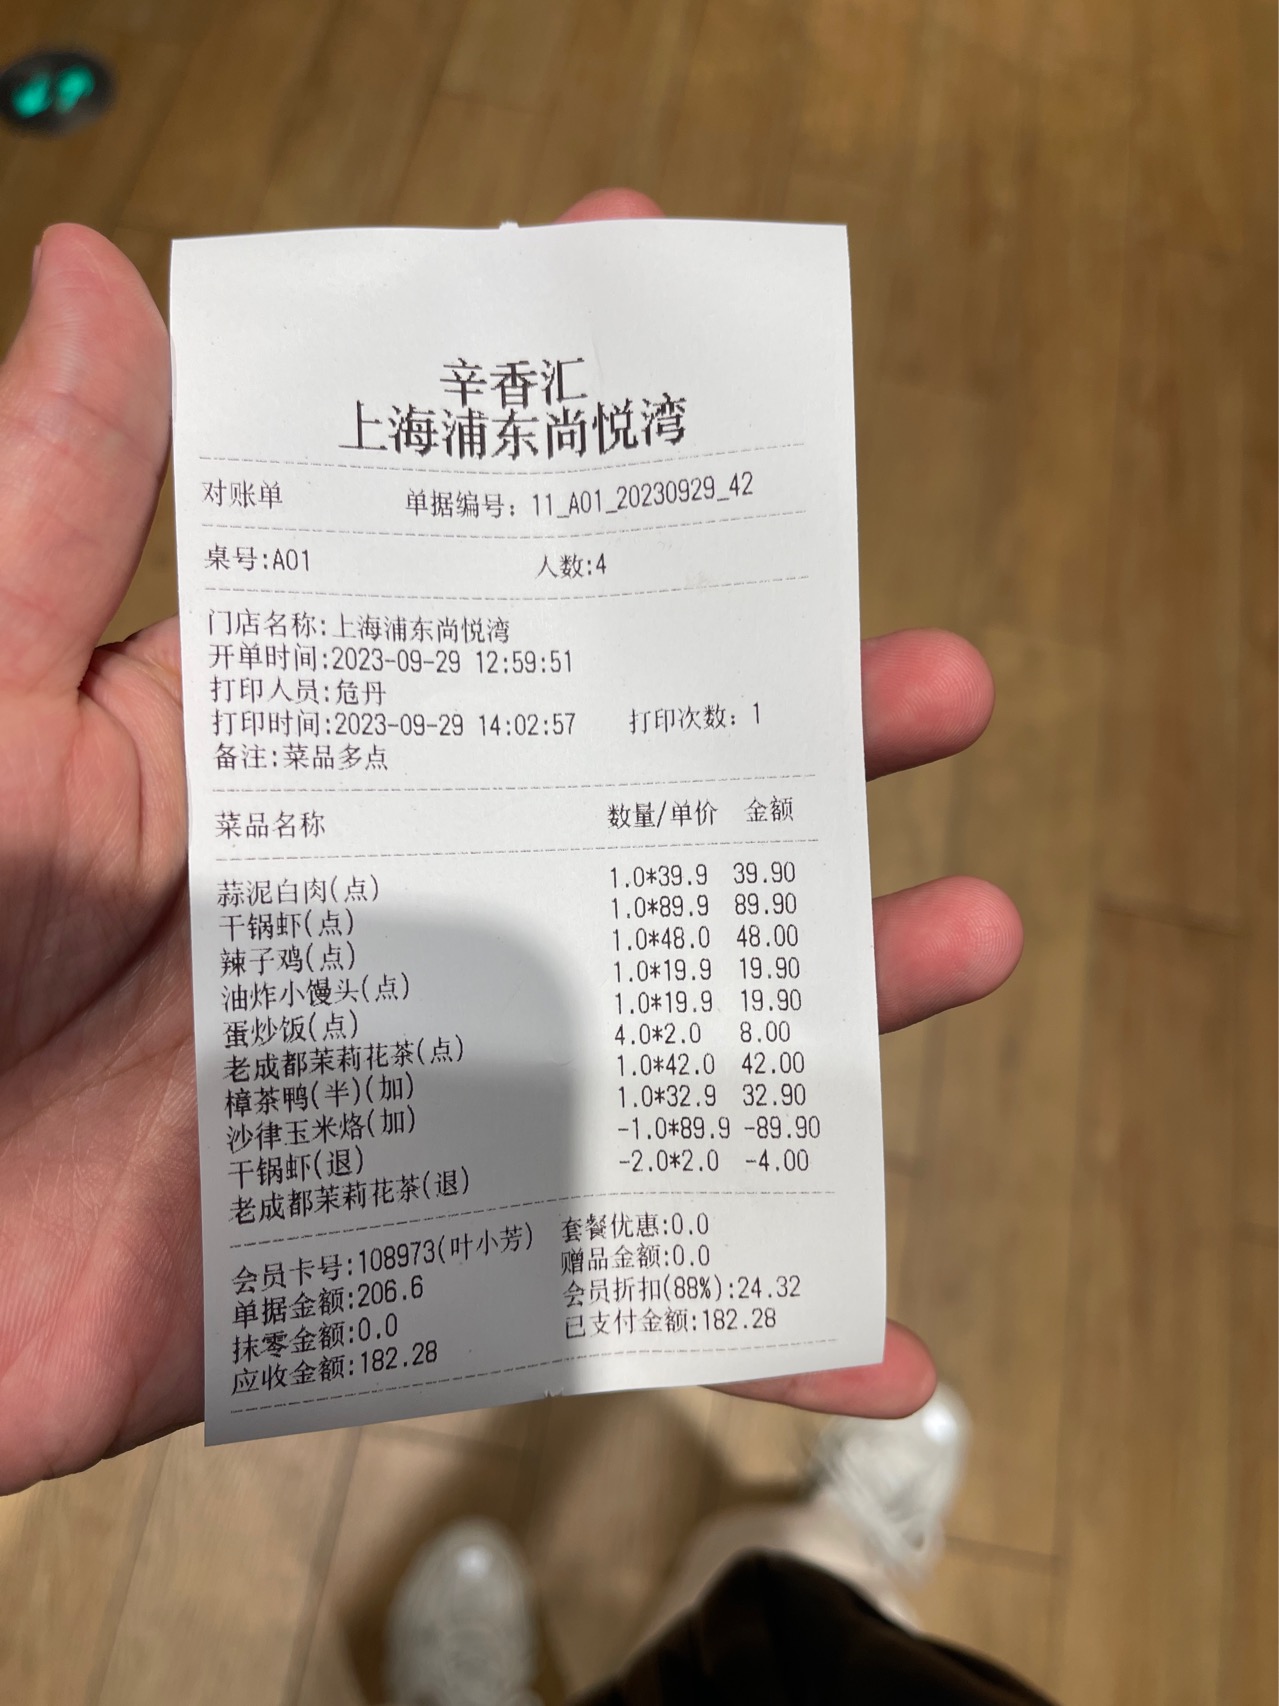 辛香汇
上海浦东尚悦湾
对账单 单据编号：11_A01_20230929_42
桌号:A01 人数:4
门店名称:上海浦东尚悦湾
开单时间:2023-09-29 12:59:51
打印人员:危丹
打印时间:2023-09-29 14:02:57 打印次数：1
备注:菜品多点
菜品名称 数量/单价 金额
蒜泥白肉(点) 1.0*39.9 39.90
干锅虾(点) 1.0*89.9 89.90
辣子鸡(点) 1.0*48.0 48.00
油炸小馒头(点) 1.0*19.9 19.90
蛋炒饭(点) 1.0*19.9 19.90
老成都茉莉花茶(点) 4.0*2.0 8.00
樟茶鸭(半)(加) 1.0*42.0 42.00
沙律玉米烙(加) 1.0*32.9 32.90
干锅虾(退) -1.0*89.9 -89.90
老成都茉莉花茶(退) -2.0*2.0 -4.00
会员卡号:108973(叶小芳) 套餐优惠:0.0
单据金额:206.6 赠品金额:0.0
抹零金额:0.0 会员折扣(88%):24.32
应收金额:182.28 已支付金额:182.28